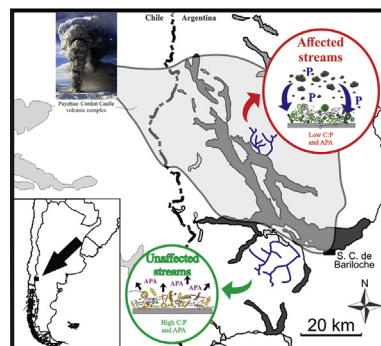 Chile
Argentina
Affected
streams
P
P
P
Low C:P
and APA
Puyehue-Cordon Caulle
volcanic complex.
Unaffected
streams
APA
APA
APA
High C:P
and APA
S. C. de
Bariloche
N
20 km